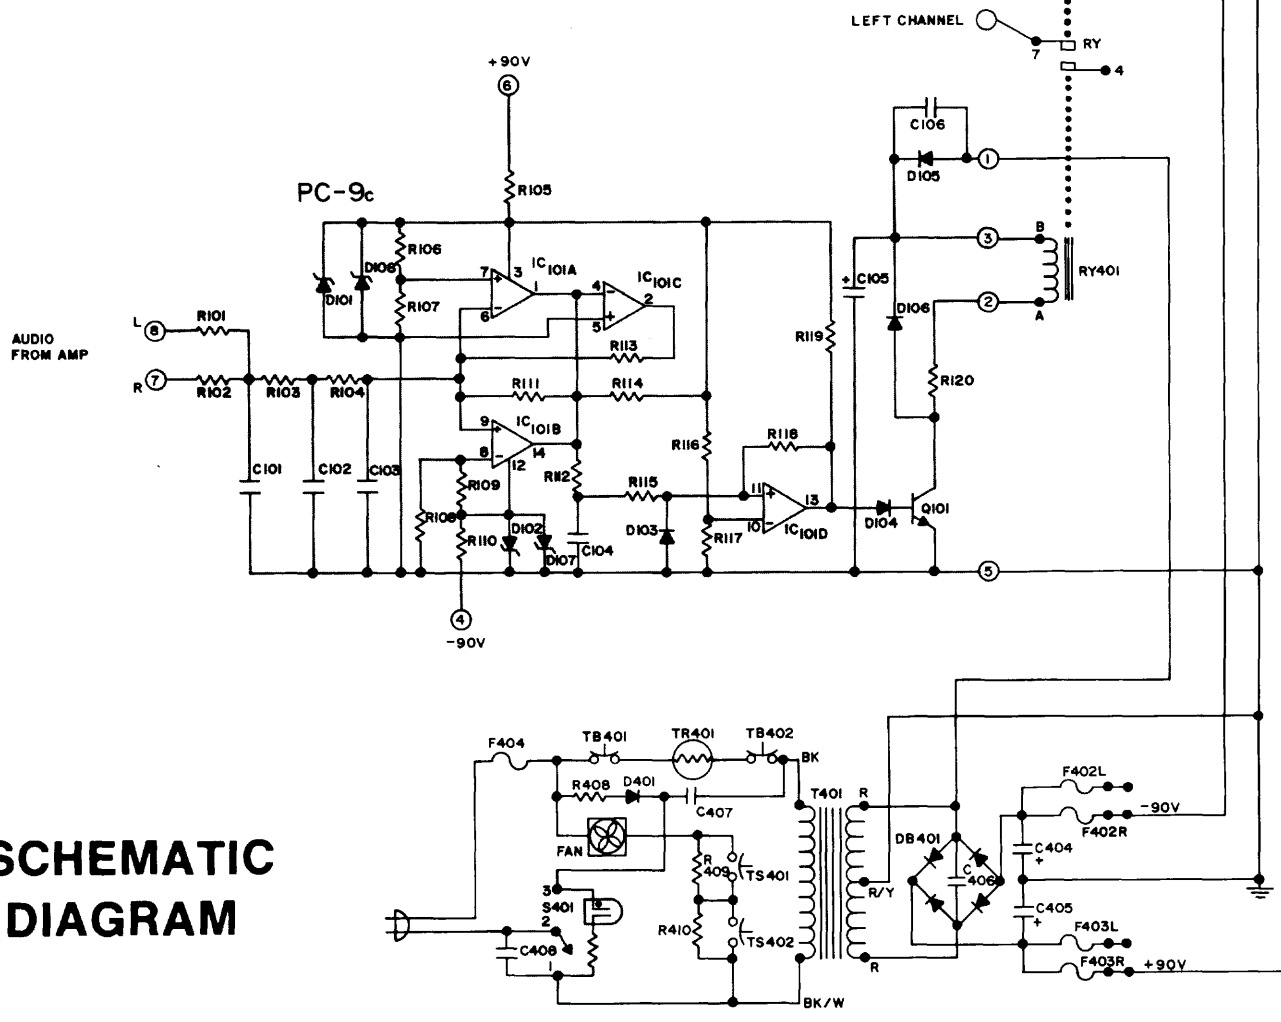 LEFT CHANNEL
RY
7
4
+90V
6
C106
PC-9c
R105
D105
1
R106
D108
7
+
3
IC101A
1
4
-
IC101C
2
+
C105
3
B
RY401
D101
R107
-
6
5
+
D106
2
A
L
8
R101
R119
AUDIO
FROM AMP
R113
R
7
R102
R103
R104
R111
R114
R120
9
+
IC101B
R116
R118
8
-
14
12
C101
C102
C103
R109
R112
R115
11
+
13
Q101
R108
D102
D103
10
-
D104
R110
D107
C104
R117
IC101D
5
4
-90V
F404
TB401
TR401
TB402
BK
R408
D401
C407
T401
R
F402L
-90V
F402R
FAN
DB401
C404
+
R
409
TS401
C
406
R/Y
3
S401
2
C405
+
R410
TS402
F403L
C408
1
R
F403R
+90V
BK/W
SCHEMATIC
DIAGRAM